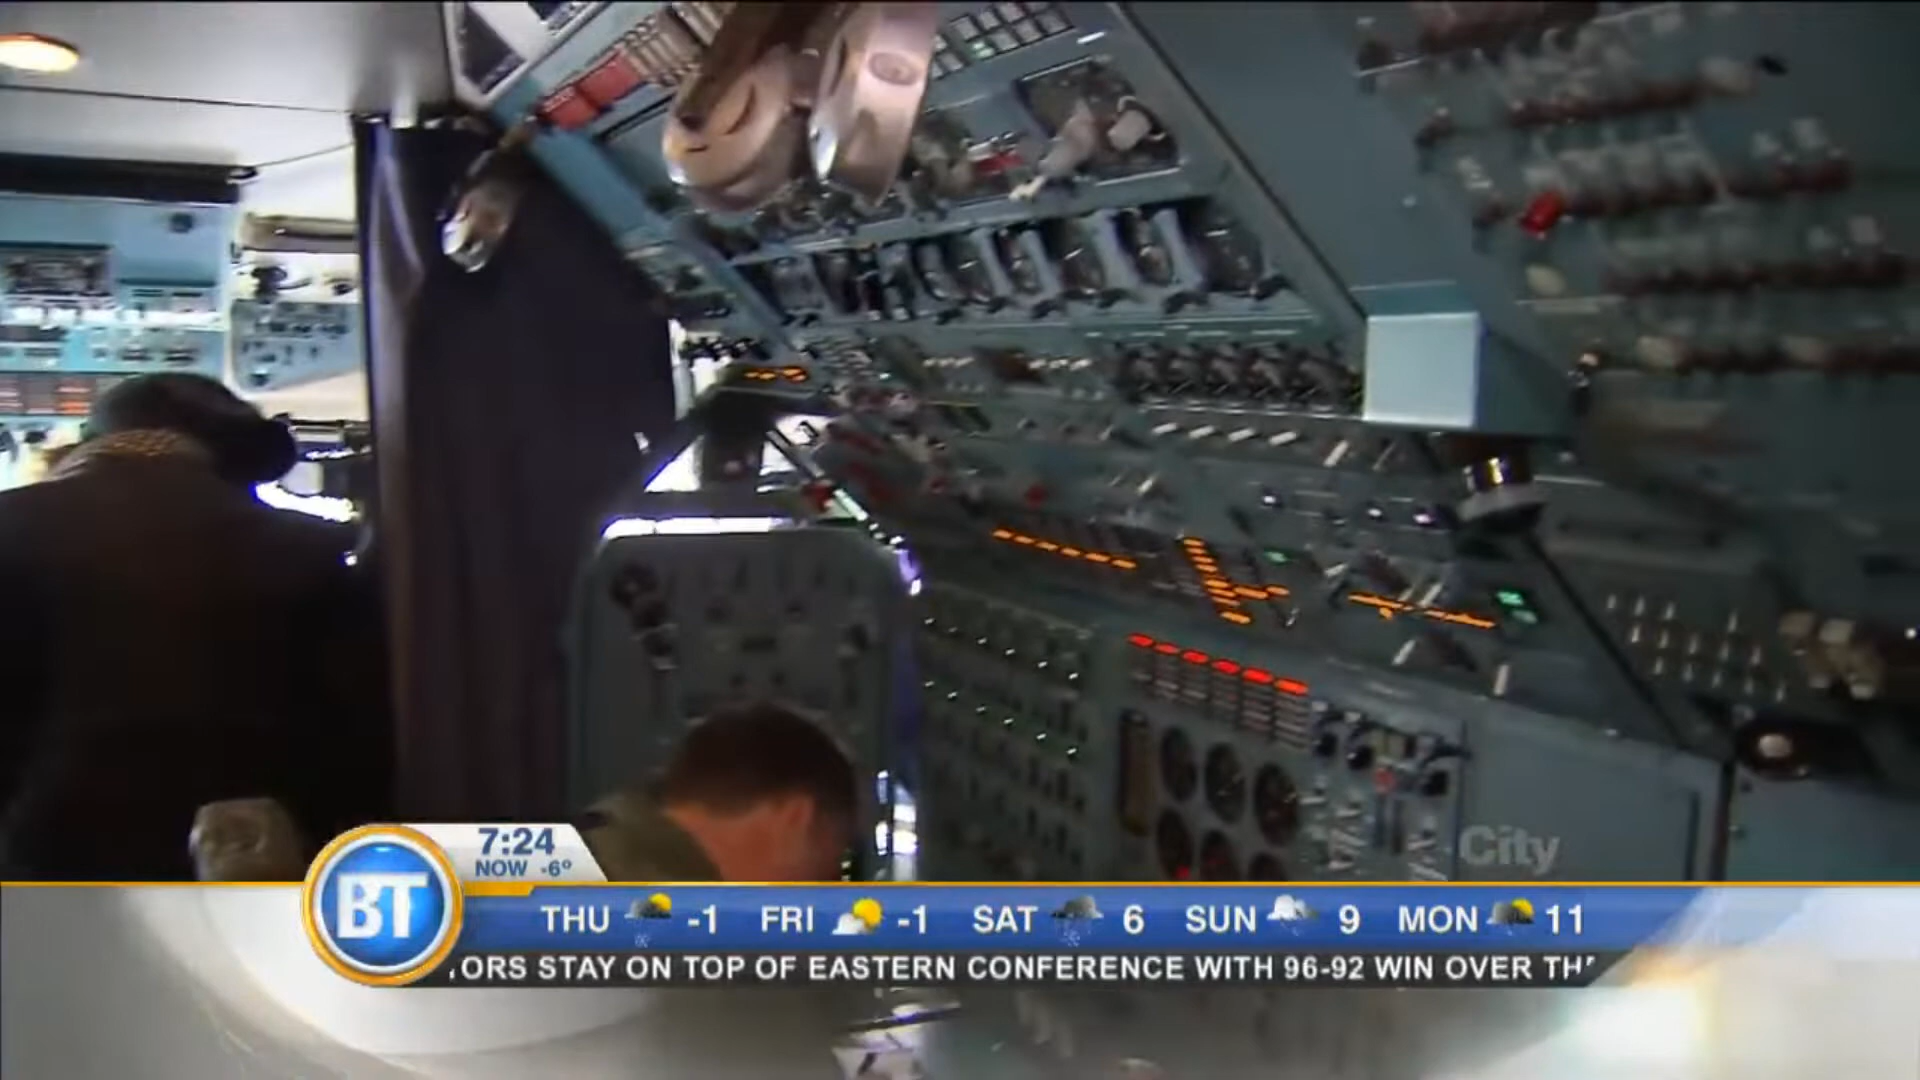 City
7:24
NOW -6°
BT
THU -1 FRI -1 SAT 6 SUN 9 MON 11
ORS STAY ON TOP OF EASTERN CONFERENCE WITH 96-92 WIN OVER